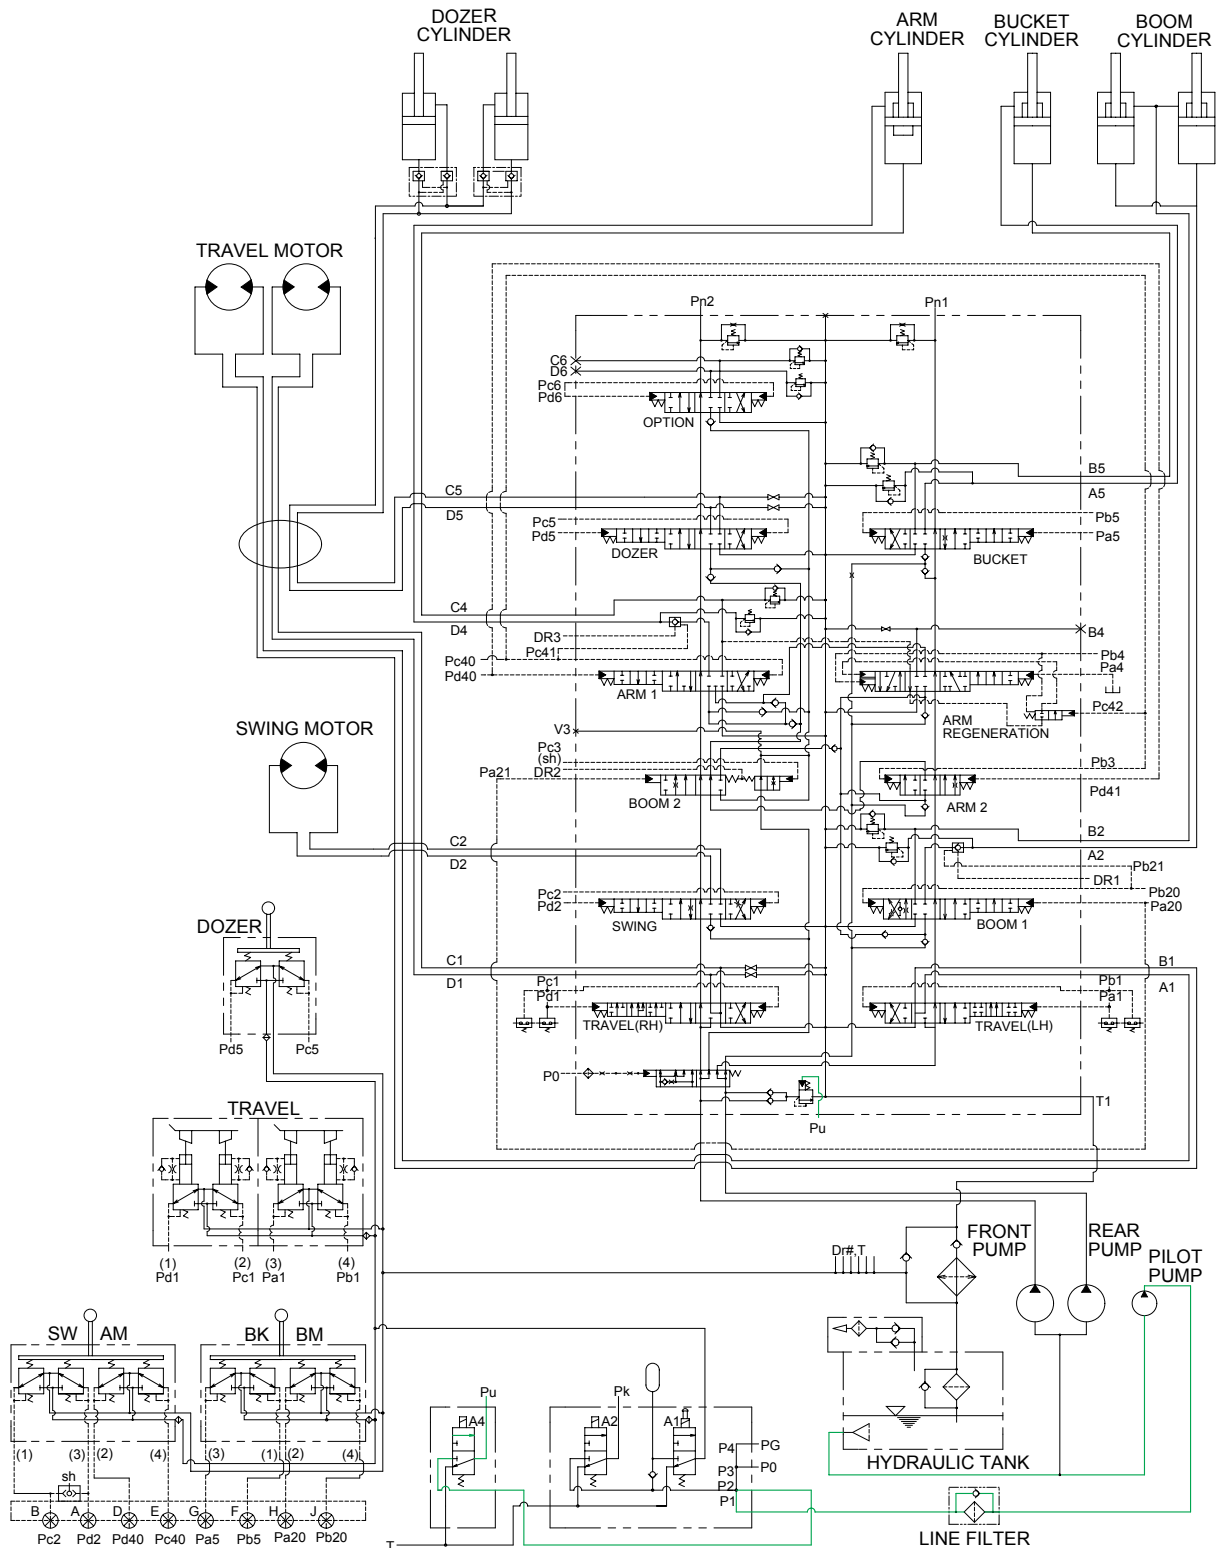 DOZER
CYLINDER
ARM
CYLINDER
BUCKET
CYLINDER
BOOM
CYLINDER
TRAVEL MOTOR
Pn2
Pn1
C6
D6
Pc6
Pd6
OPTION
C5
D5
B5
A5
Pc5
Pd5
DOZER
Pb5
Pa5
BUCKET
C4
D4
DR3
Pc41
B4
Pc40
Pd40
ARM 1
Pb4
Pa4
Pc42
ARM
REGENERATION
SWING MOTOR
V3
Pc3
(sh)
DR2
Pa21
BOOM 2
Pb3
Pd41
ARM 2
C2
D2
B2
A2
Pb21
DR1
Pc2
Pd2
SWING
Pb20
Pa20
BOOM 1
DOZER
Pd5
Pc5
C1
D1
B1
A1
Pc1
Pd1
TRAVEL(RH)
Pb1
Pa1
TRAVEL(LH)
P0
Pu
T1
TRAVEL
(1)
Pd1
(2)
Pc1
(3)
Pa1
(4)
Pb1
Dr#,T
FRONT
PUMP
REAR
PUMP
PILOT
PUMP
SW AM
BK BM
(1) (3) (2) (4)
(3) (1) (2) (4)
sh
B A D E G F H J
Pc2 Pd2 Pd40 Pc40 Pa5 Pb5 Pa20 Pb20
Pu
A4
Pk
A2
A1
P4
PG
P3
P0
P2
P1
T
HYDRAULIC TANK
LINE FILTER